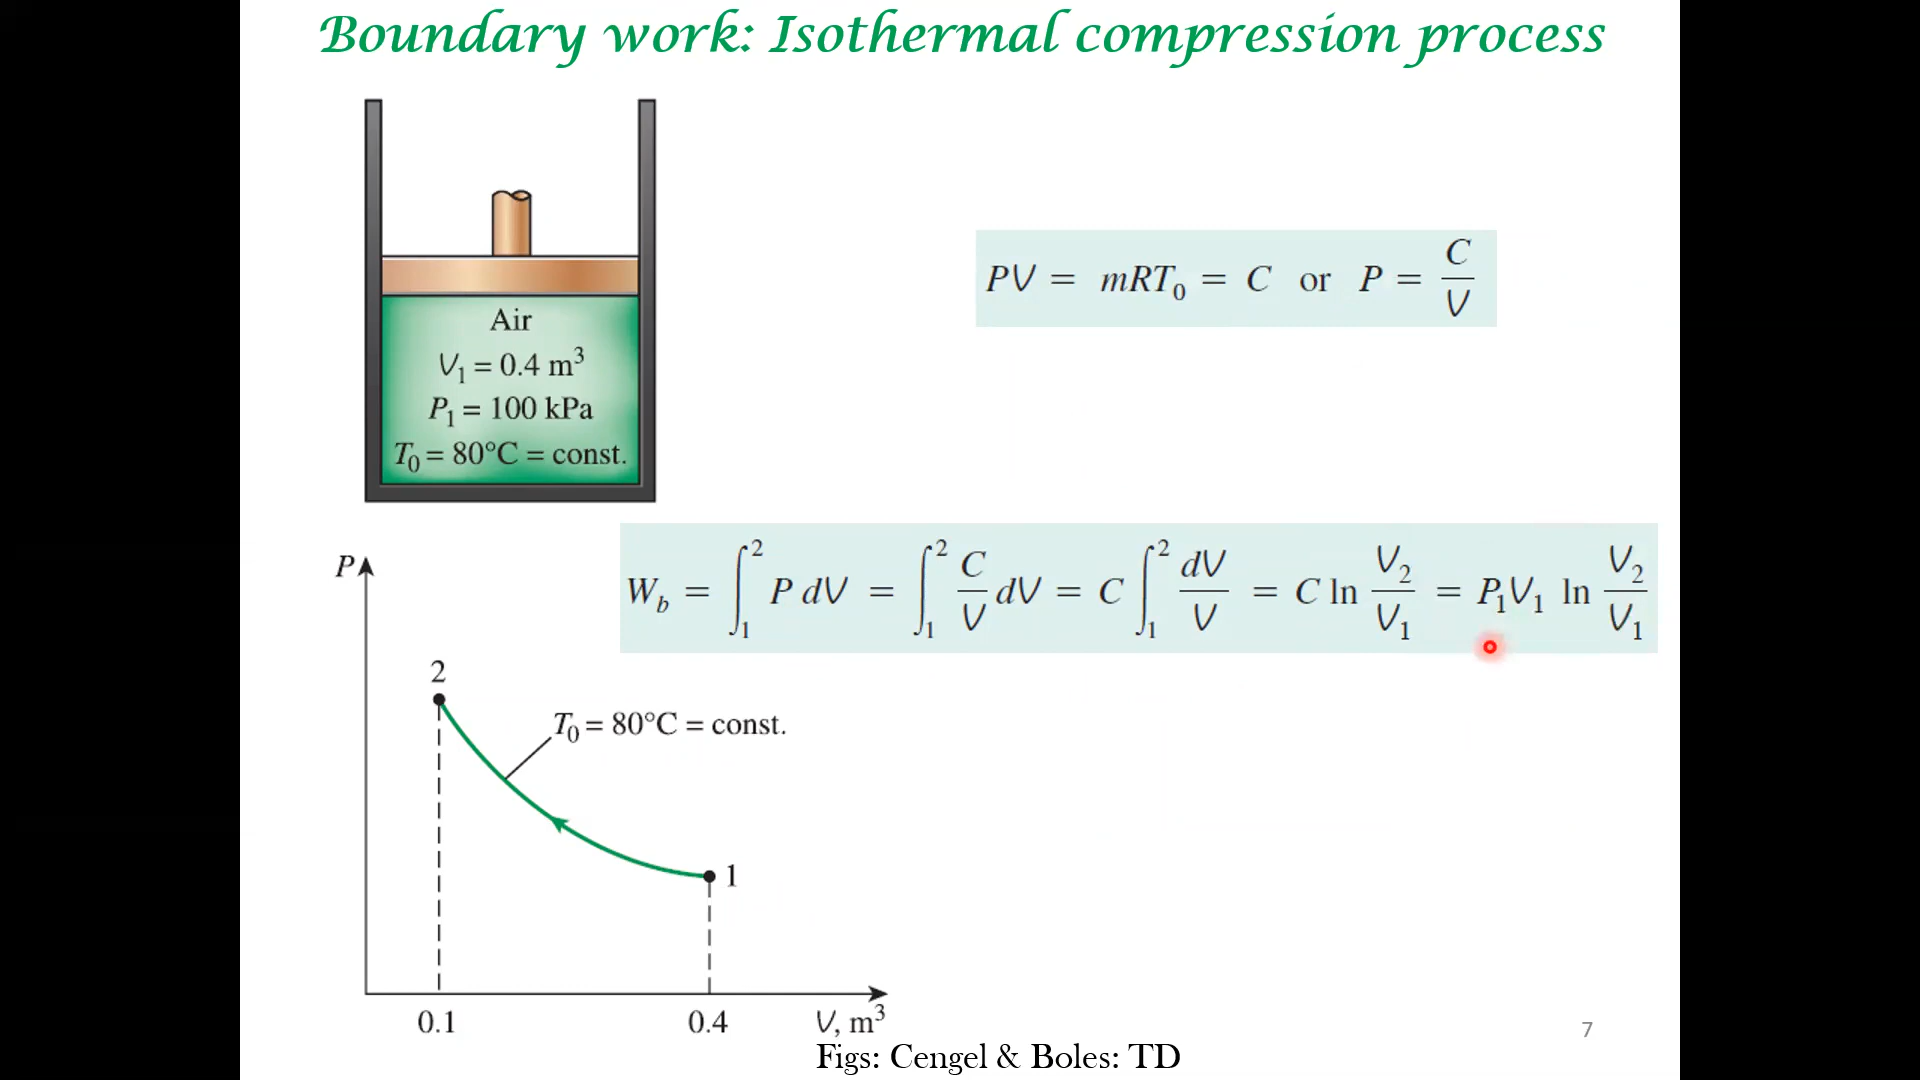 Boundary work: Isothermal compression process
Air
V₁ = 0.4 m³
P₁ = 100 kPa
T₀ = 80°C = const.
PV = mRT₀ = C or P = C/V
W_b = ∫₁² P dV = ∫₁² C/V dV = C ∫₁² dV/V = C ln V₂/V₁ = P₁V₁ ln V₂/V₁
P
2
T₀ = 80°C = const.
1
0.1
0.4
V, m³
7
Figs: Cengel & Boles: TD